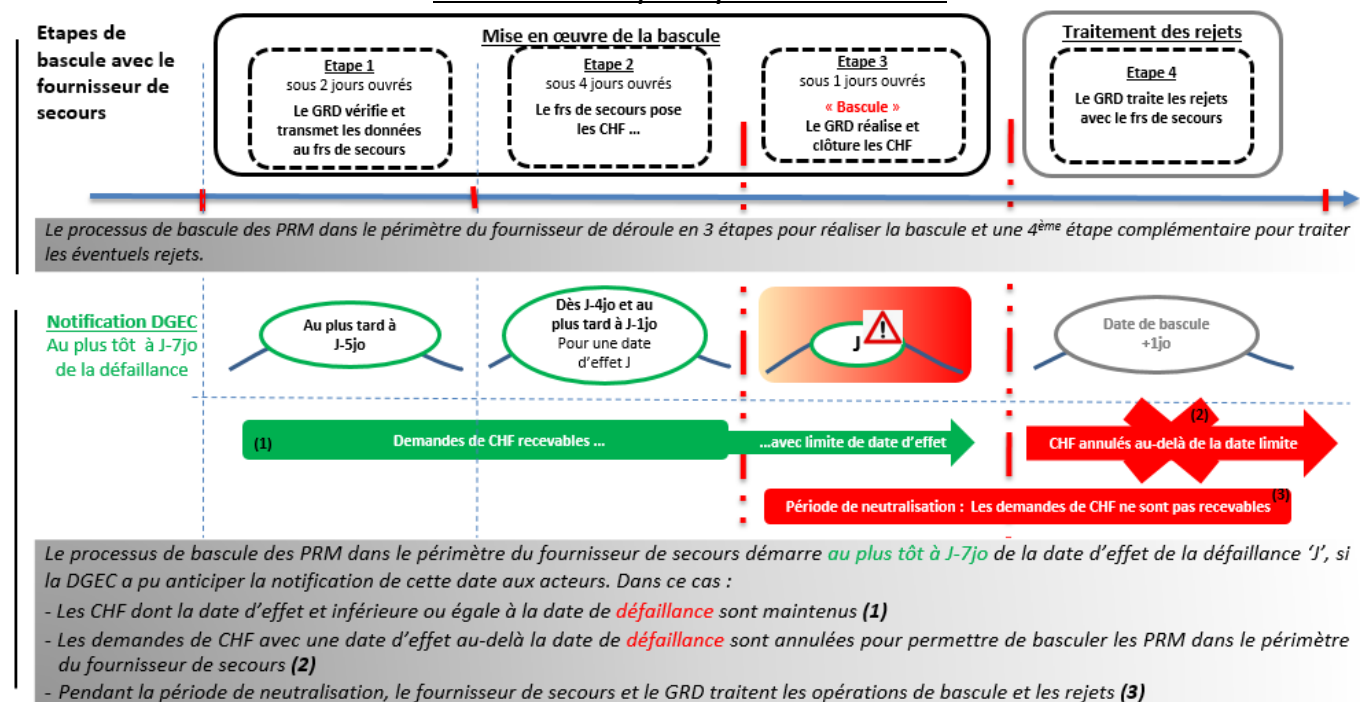 Etapes de
bascule avec le
fournisseur de
secours
Mise en œuvre de la bascule
Etape 1
sous 2 jours ouvrés
Le GRD vérifie et
transmet les données
au frs de secours
Etape 2
sous 4 jours ouvrés
Le frs de secours pose
les CHF …
Etape 3
sous 1 jours ouvrés
« Bascule »
Le GRD réalise et
clôture les CHF
Traitement des rejets
Etape 4
Le GRD traite les rejets
avec le frs de secours
Le processus de bascule des PRM dans le périmètre du fournisseur de déroule en 3 étapes pour réaliser la bascule et une 4ème étape complémentaire pour traiter
les éventuels rejets.
Notification DGEC
Au plus tôt à J-7jo
de la défaillance
Au plus tard à
J-5jo
Dès J-4jo et au
plus tard à J-1jo
Pour une date
d'effet J
J
Date de bascule
+1jo
(1) Demandes de CHF recevables …
…avec limite de date d'effet
(2)
CHF annulés au-delà de la date limite
Période de neutralisation : Les demandes de CHF ne sont pas recevables (3)
Le processus de bascule des PRM dans le périmètre du fournisseur de secours démarre au plus tôt à J-7jo de la date d'effet de la défaillance 'J', si
la DGEC a pu anticiper la notification de cette date aux acteurs. Dans ce cas :
- Les CHF dont la date d'effet et inférieure ou égale à la date de défaillance sont maintenus (1)
- Les demandes de CHF avec une date d'effet au-delà la date de défaillance sont annulées pour permettre de basculer les PRM dans le périmètre
du fournisseur de secours (2)
- Pendant la période de neutralisation, le fournisseur de secours et le GRD traitent les opérations de bascule et les rejets (3)